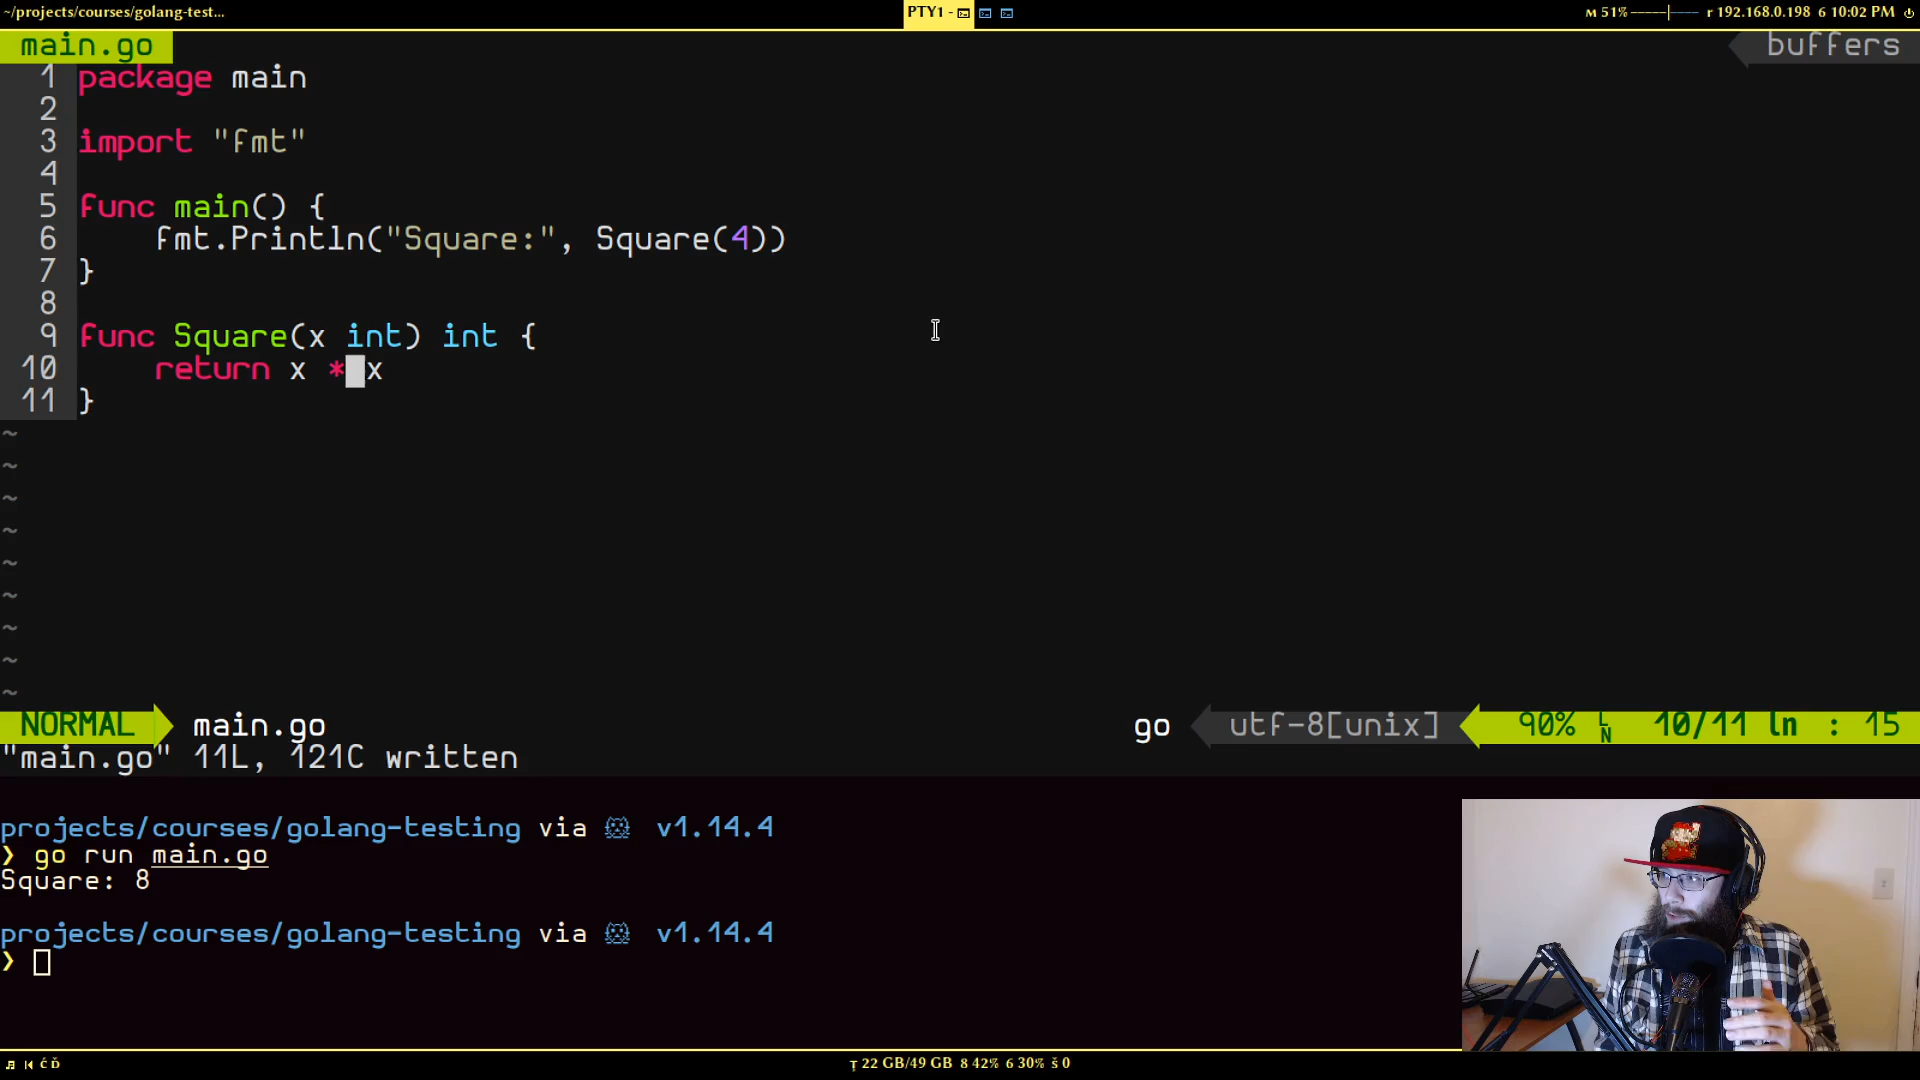 ~/projects/courses/golang-test...
PTY1 -
м 51%
r 192.168.0.198 6 10:02 PM
main.go
buffers
1 package main
2
3 import "fmt"
4
5 func main() {
6 fmt.Println("Square:", Square(4))
7 }
8
9 func Square(x int) int {
10 return x * x
11 }
~
~
~
~
~
~
~
~
~
NORMAL main.go go utf-8[unix] 90% LN 10/11 ln : 15
"main.go" 11L, 121C written
projects/courses/golang-testing via v1.14.4
❯ go run main.go
Square: 8
projects/courses/golang-testing via v1.14.4
❯
22 GB/49 GB 8 42% 6 30% š 0